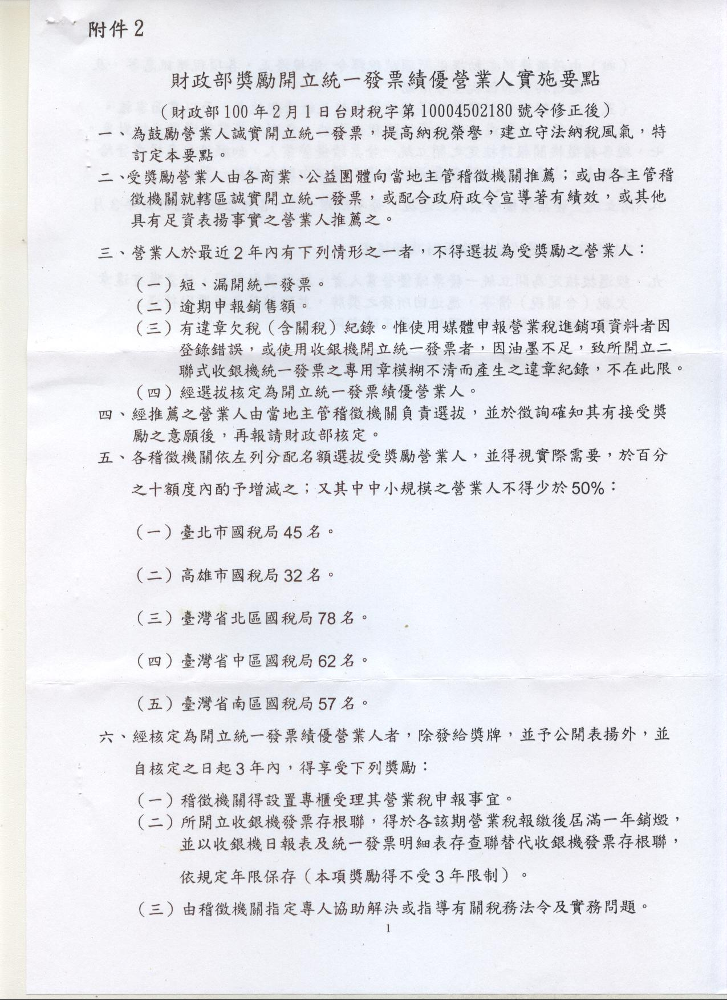 附件2
財政部獎勵開立統一發票績優營業人實施要點
（財政部100年2月1日台財稅字第10004502180號令修正後）
一、為鼓勵營業人誠實開立統一發票，提高納稅榮譽，建立守法納稅風氣，特
訂定本要點。
二、受獎勵營業人由各商業、公益團體向當地主管稽徵機關推薦；或由各主管稽
徵機關就轄區誠實開立統一發票，或配合政府政令宣導著有績效，或其他
具有足資表揚事實之營業人推薦之。
三、營業人於最近2年內有下列情形之一者，不得選拔為受獎勵之營業人：
（一）短、漏開統一發票。
（二）逾期申報銷售額。
（三）有違章欠稅（含關稅）紀錄。惟使用媒體申報營業稅進銷項資料者因
登錄錯誤，或使用收銀機開立統一發票者，因油墨不足，致所開立二
聯式收銀機統一發票之專用章模糊不清而產生之違章紀錄，不在此限。
（四）經選拔核定為開立統一發票績優營業人。
四、經推薦之營業人由當地主管稽徵機關負責選拔，並於徵詢確知其有接受獎
勵之意願後，再報請財政部核定。
五、各稽徵機關依左列分配名額選拔受獎勵營業人，並得視實際需要，於百分
之十額度內酌予增減之；又其中中小規模之營業人不得少於50%：
（一）臺北市國稅局45名。
（二）高雄市國稅局32名。
（三）臺灣省北區國稅局78名。
（四）臺灣省中區國稅局62名。
（五）臺灣省南區國稅局57名。
六、經核定為開立統一發票績優營業人者，除發給獎牌，並予公開表揚外，並
自核定之日起3年內，得享受下列獎勵：
（一）稽徵機關得設置專櫃受理其營業稅申報事宜。
（二）所開立收銀機發票存根聯，得於各該期營業稅報繳後屆滿一年銷燬，
並以收銀機日報表及統一發票明細表存查聯替代收銀機發票存根聯，
依規定年限保存（本項獎勵得不受3年限制）。
（三）由稽徵機關指定專人協助解決或指導有關稅務法令及實務問題。
1